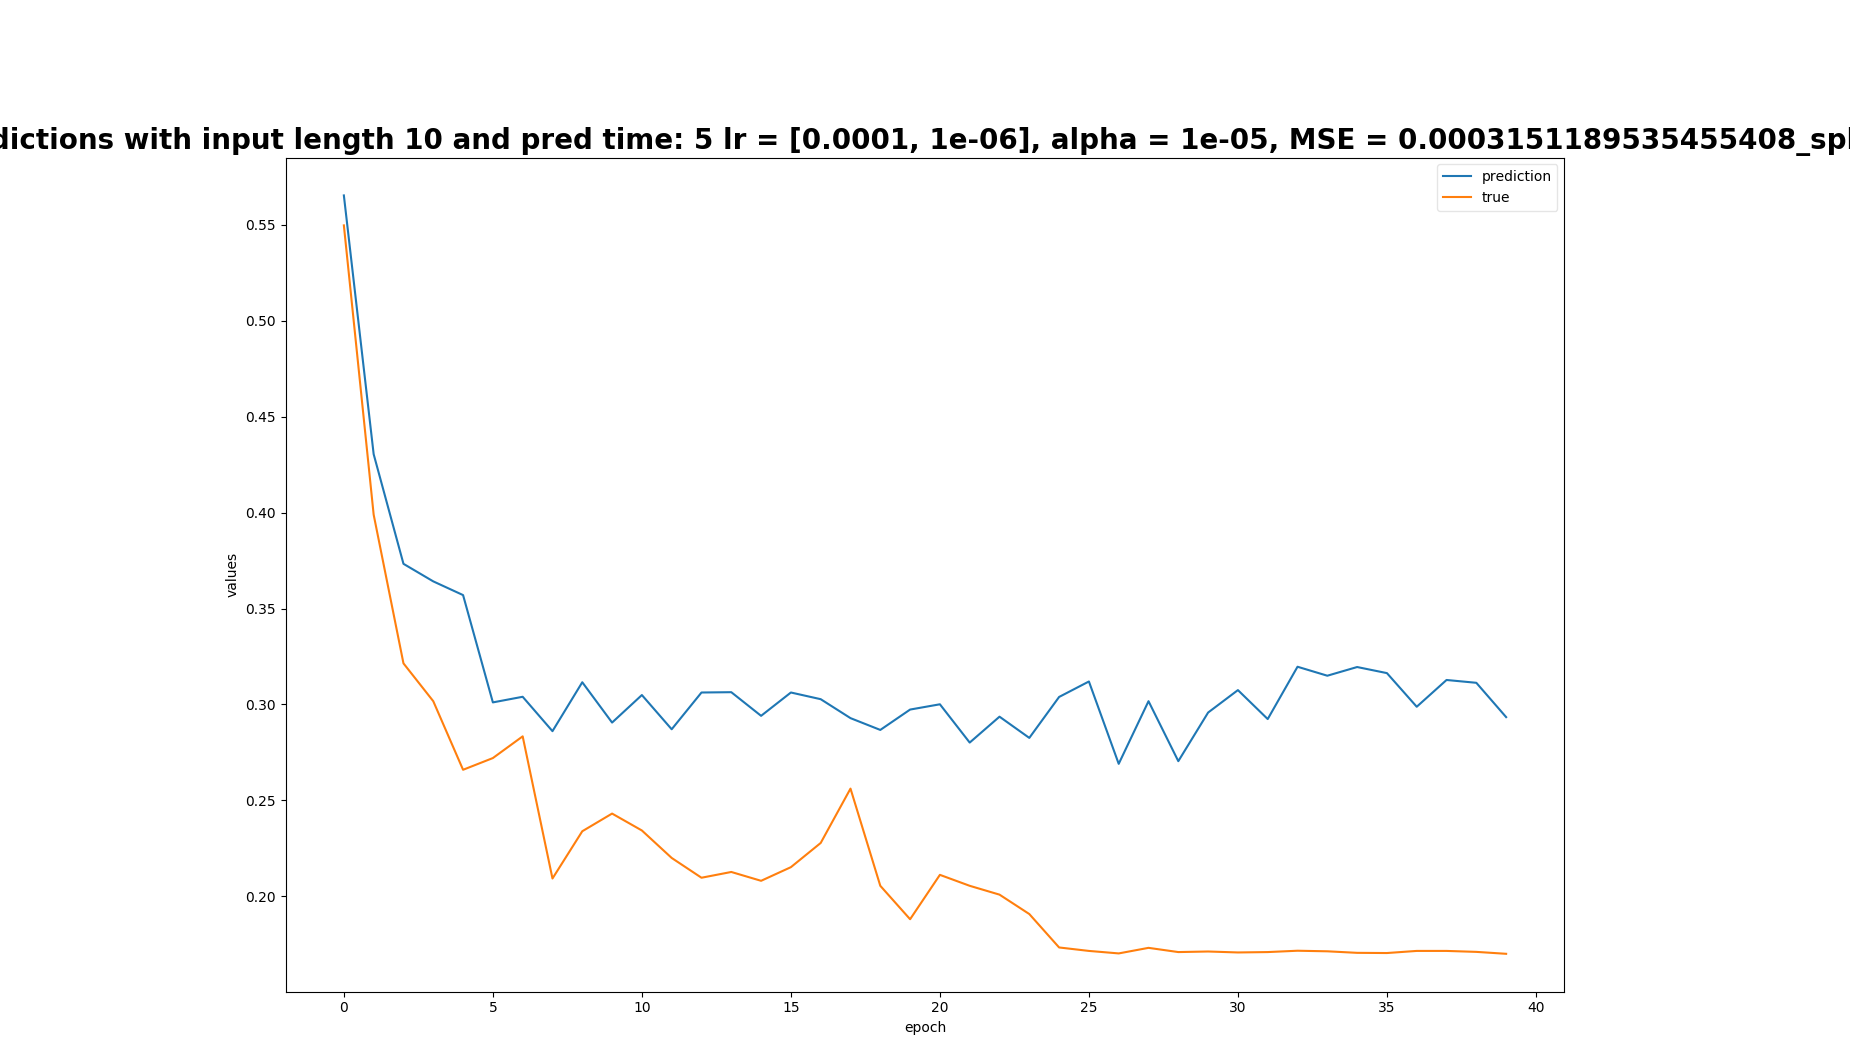 dictions with input length 10 and pred time: 5 lr = [0.0001, 1e-06], alpha = 1e-05, MSE = 0.0003151189535455408_spl
prediction
true
0.55
0.50
0.45
0.40
0.35
0.30
0.25
0.20
values
0 5 10 15 20 25 30 35 40
epoch